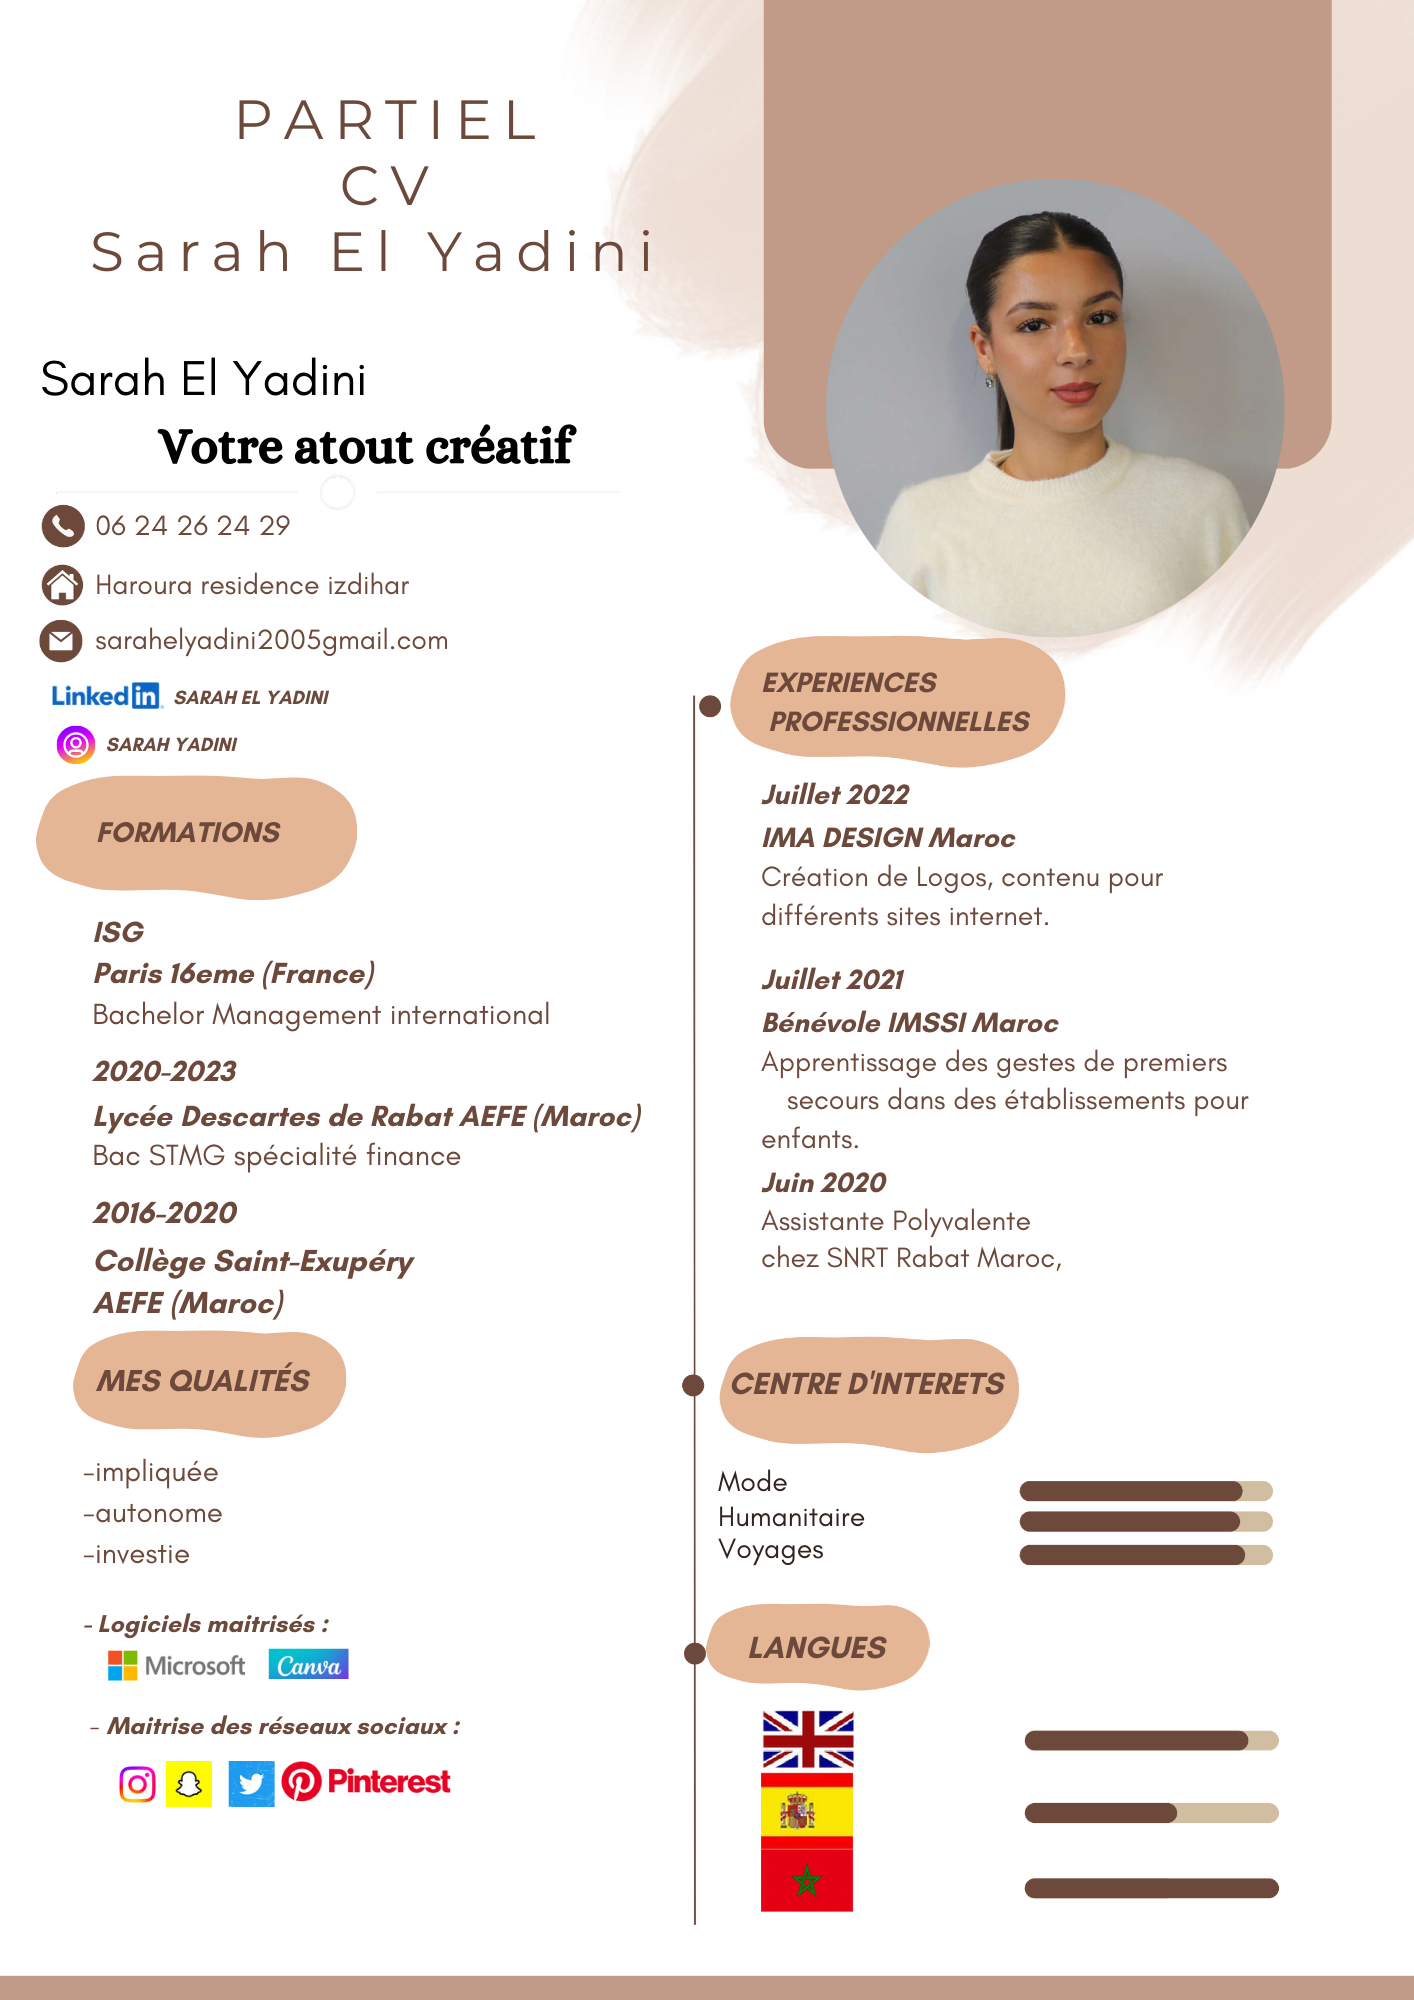 PARTIEL
CV
Sarah El Yadini
Sarah El Yadini
Votre atout créatif
06 24 26 24 29
Haroura residence izdihar
sarahelyadini2005gmail.com
Linkedin SARAH EL YADINI
SARAH YADINI
FORMATIONS
ISG
Paris 16eme (France)
Bachelor Management international
2020-2023
Lycée Descartes de Rabat AEFE (Maroc)
Bac STMG spécialité finance
2016-2020
Collège Saint-Exupéry
AEFE (Maroc)
MES QUALITÉS
-impliquée
-autonome
-investie
- Logiciels maitrisés :
Microsoft Canva
- Maitrise des réseaux sociaux :
Pinterest
EXPERIENCES
PROFESSIONNELLES
Juillet 2022
IMA DESIGN Maroc
Création de Logos, contenu pour
différents sites internet.
Juillet 2021
Bénévole IMSSI Maroc
Apprentissage des gestes de premiers
secours dans des établissements pour
enfants.
Juin 2020
Assistante Polyvalente
chez SNRT Rabat Maroc,
CENTRE D'INTERETS
Mode
Humanitaire
Voyages
LANGUES